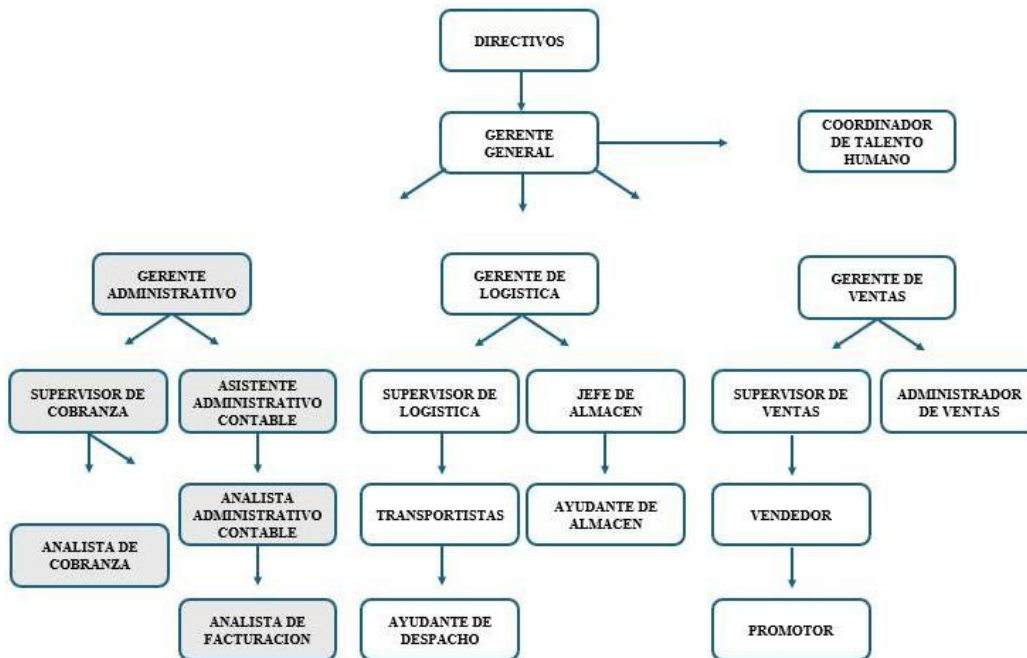 DIRECTIVOS
GERENTE
GENERAL
COORDINADOR
DE TALENTO
HUMANO
GERENTE
ADMINISTRATIVO
GERENTE DE
LOGISTICA
GERENTE DE
VENTAS
SUPERVISOR DE
COBRANZA
ASISTENTE
ADMINISTRATIVO
CONTABLE
SUPERVISOR DE
LOGISTICA
JEFE DE
ALMACEN
SUPERVISOR DE
VENTAS
ADMINISTRADOR
DE VENTAS
ANALISTA DE
COBRANZA
ANALISTA
ADMINISTRATIVO
CONTABLE
TRANSPORTISTAS
AYUDANTE DE
ALMACEN
VENDEDOR
ANALISTA DE
FACTURACION
AYUDANTE DE
DESPACHO
PROMOTOR